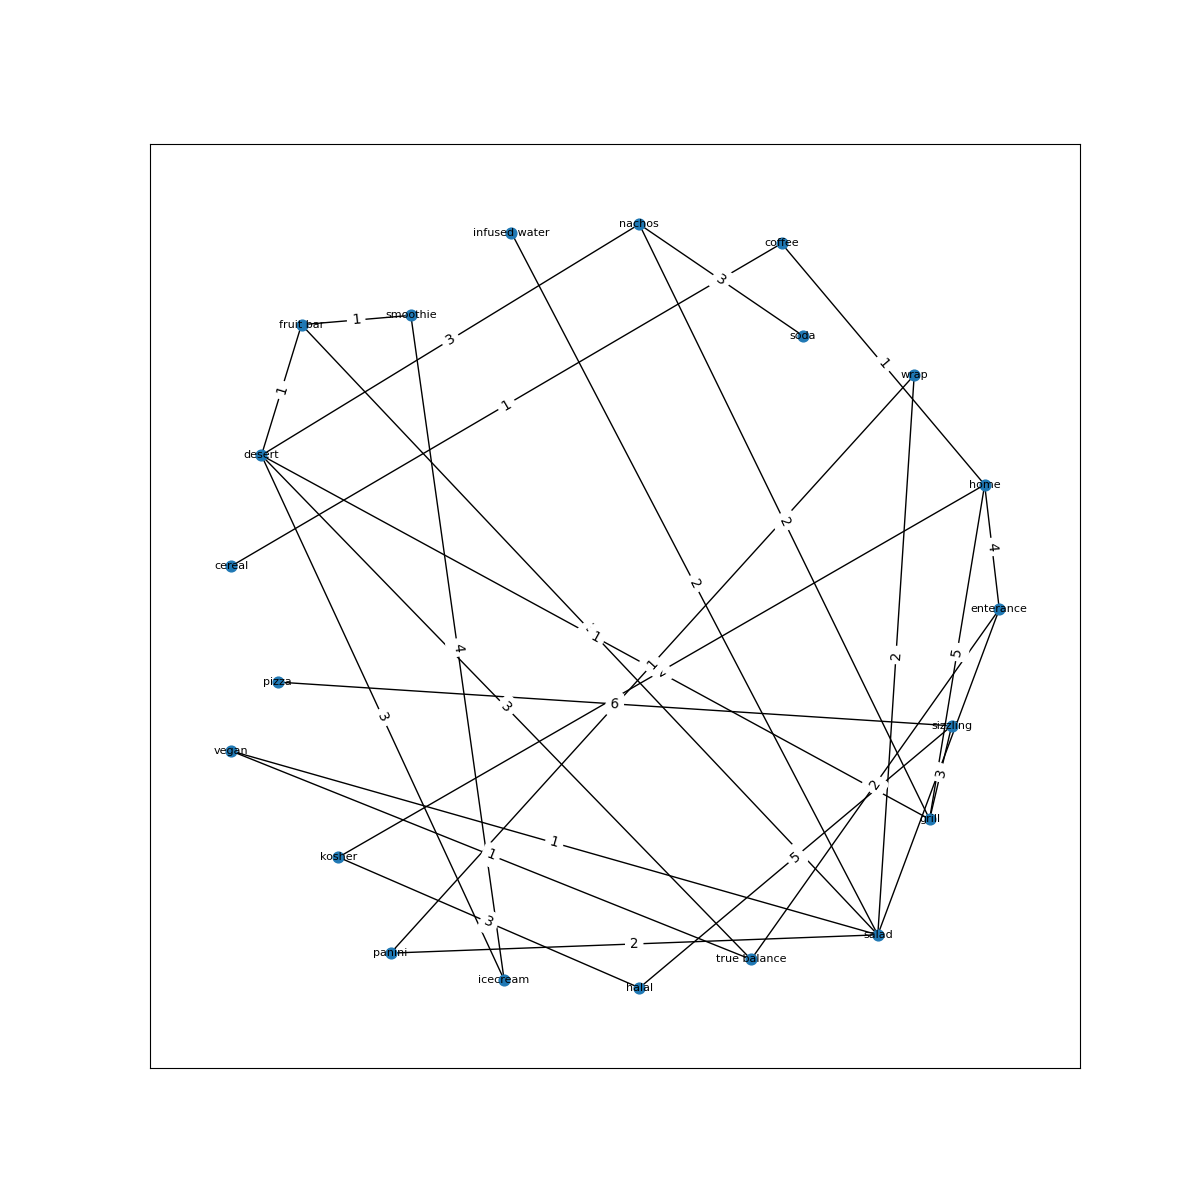 nachos
infused water
coffee
3
smoothie
1
fruit bar
soda
3
1
wrap
1
1
desert
home
2
4
cereal
2
enterance
1
4
5
2
1
pizza
6
3
3
sizzling
vegan
3
2
grill
1
1
5
kosher
3
salad
2
panini
true balance
icecream
halal